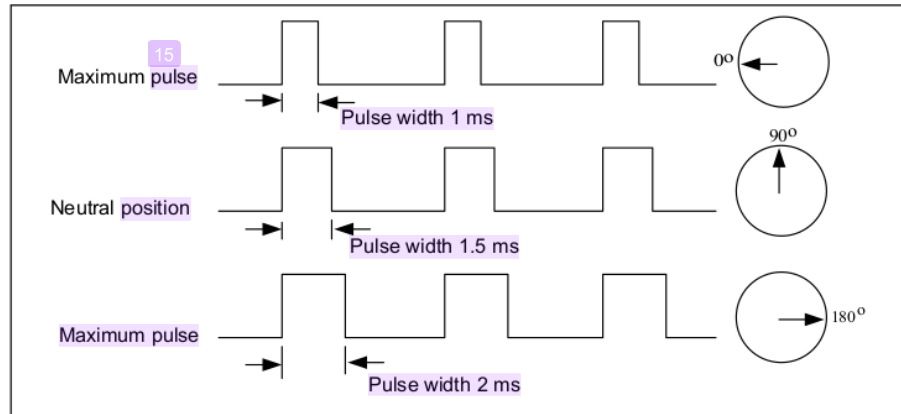 15
Maximum pulse
0º
Pulse width 1 ms
90º
Neutral position
Pulse width 1.5 ms
Maximum pulse
180º
Pulse width 2 ms